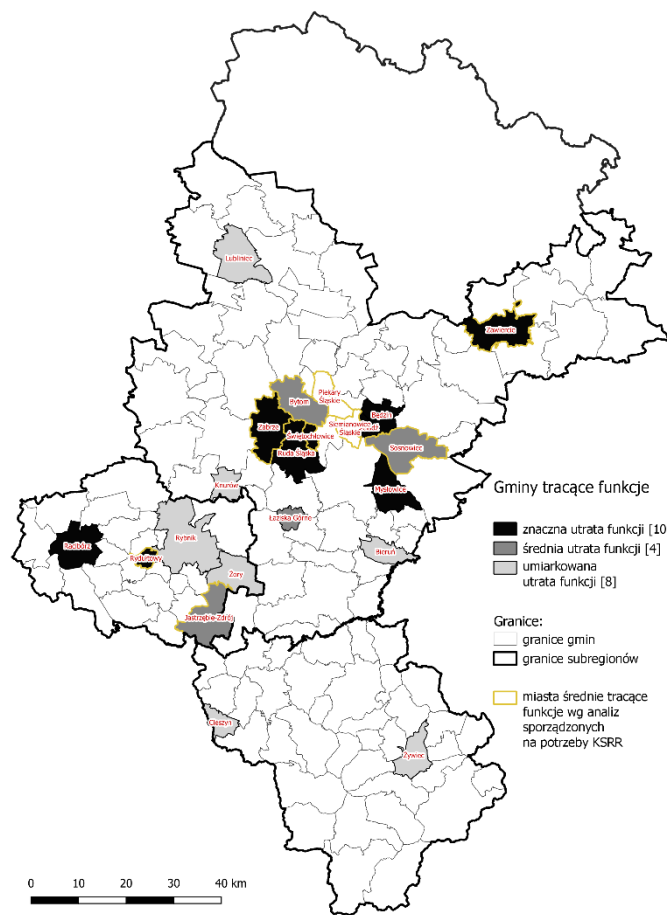 Lubliniec
Zawiercie
Piekary
Śląskie
Bytom
Będzin
Zabrze
Siemianowice
Śląskie
Świętochłowice
Ruda Śląska
Sosnowiec
Knurów
Mysłowice
Łaziska Górne
Racibórz
Rybnik
Rydułtowy
Bieruń
Żory
Jastrzębie-Zdrój
Cieszyn
Żywiec
Gminy tracące funkcje
znaczna utrata funkcji [10
średnia utrata funkcji [4]
umiarkowana
utrata funkcji [8]
Granice:
granice gmin
granice subregionów
miasta średnie tracące
funkcje wg analiz
sporządzonych
na potrzeby KSRR
0 10 20 30 40 km